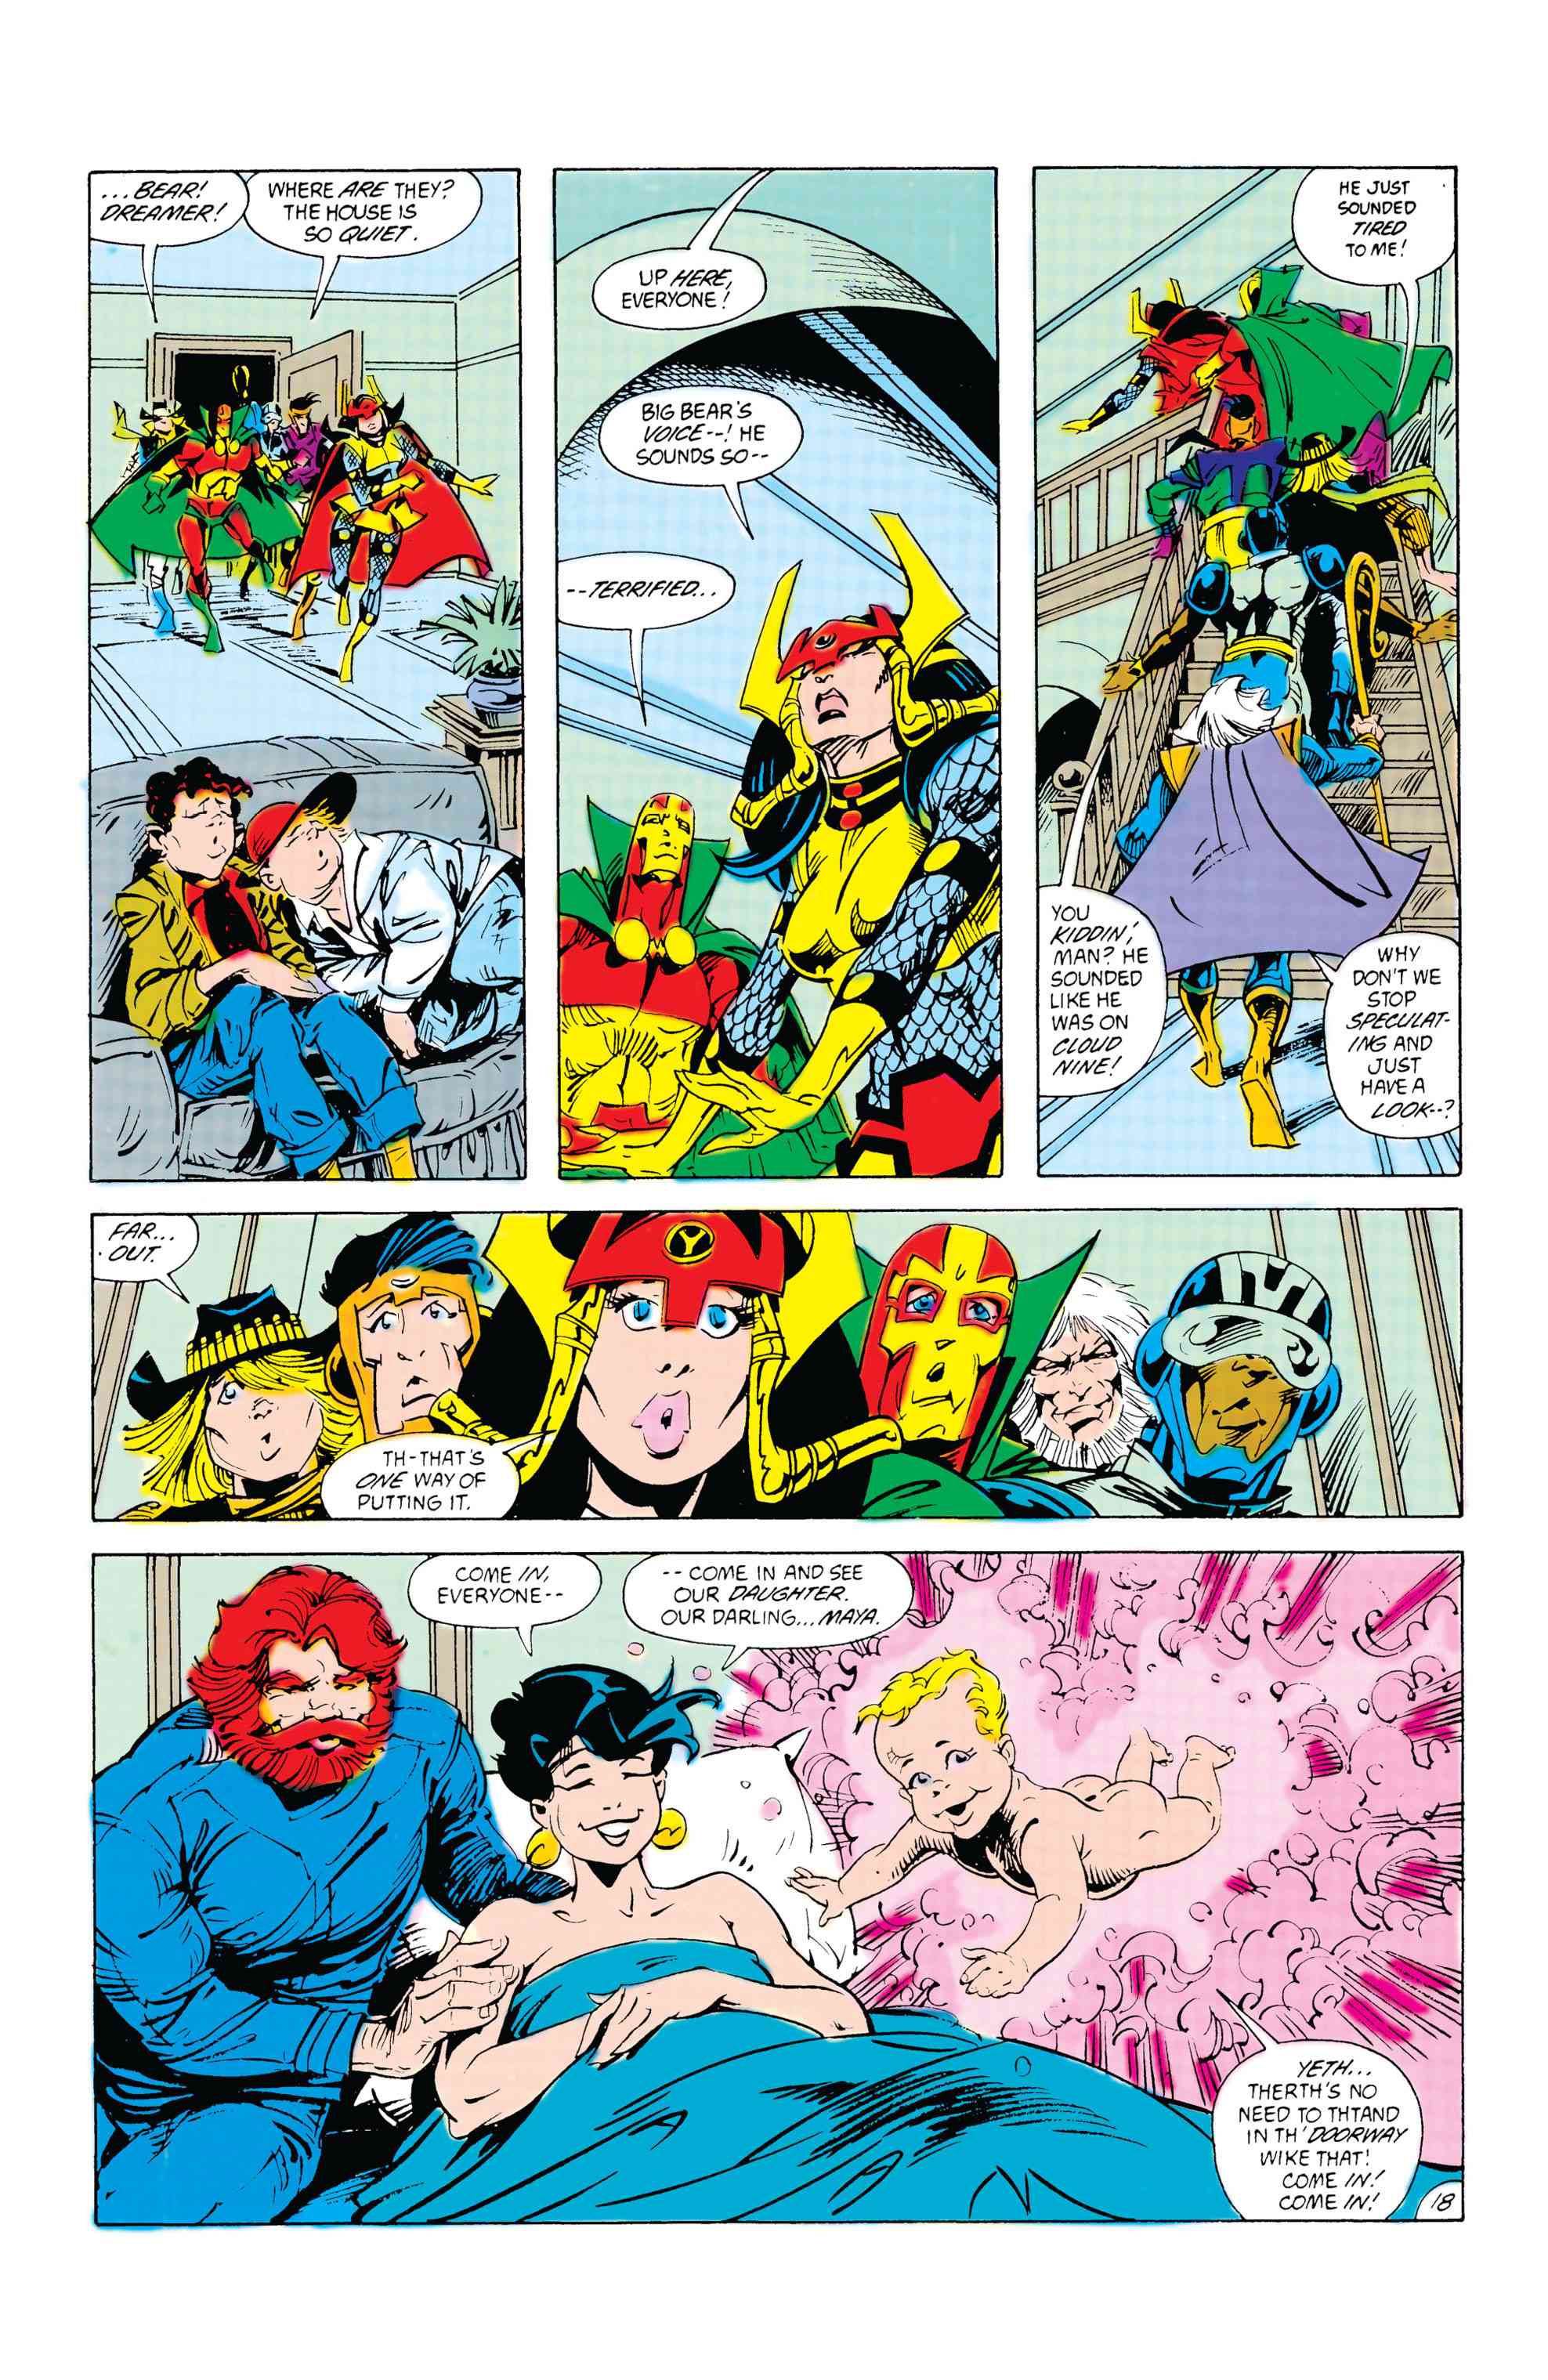 ...BEAR!
DREAMER!
WHERE ARE THEY?
THE HOUSE IS
SO QUIET.
UP HERE,
EVERYONE!
BIG BEAR'S
VOICE--! HE
SOUNDS SO--
--TERRIFIED...
HE JUST
SOUNDED
TIRED
TO ME!
YOU
KIDDIN',
MAN? HE
SOUNDED
LIKE HE
WAS ON
CLOUD
NINE!
WHY
DON'T WE
STOP
SPECULAT-
ING AND
JUST
HAVE A
LOOK--?
FAR...
OUT.
TH-THAT'S
ONE WAY OF
PUTTING IT.
COME IN,
EVERYONE--
-- COME IN AND SEE
OUR DAUGHTER.
OUR DARLING... MAYA.
YETH...
THERTH'S NO
NEED TO THTAND
IN TH' DOORWAY
WIKE THAT!
COME IN!
COME IN!
18